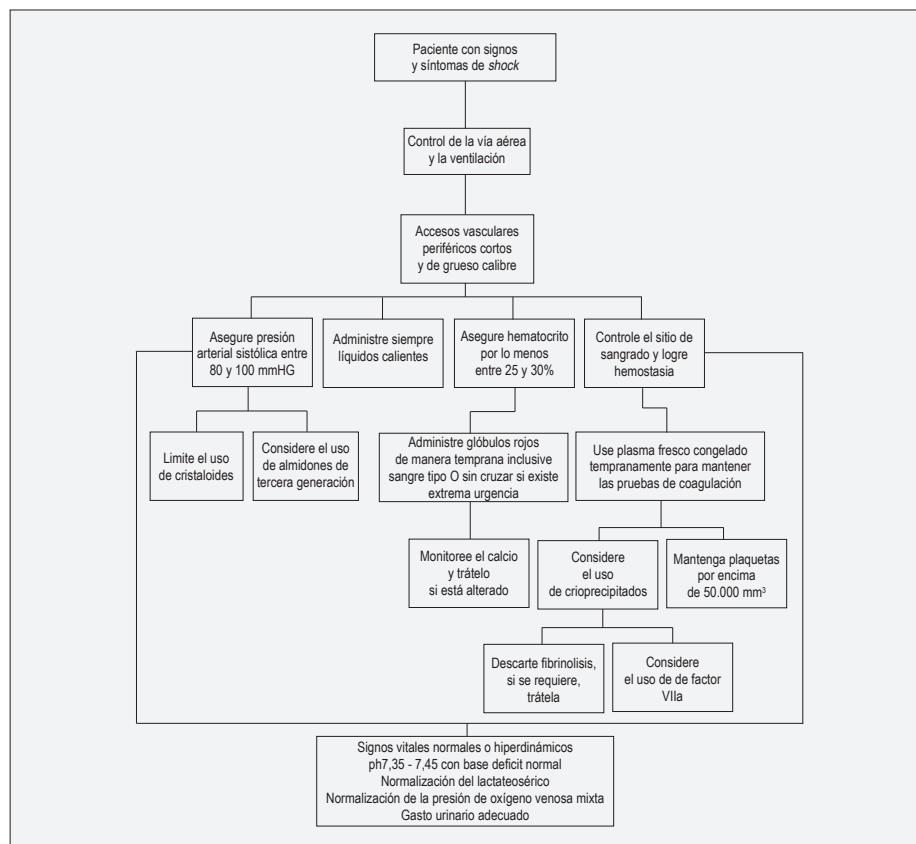 Paciente con signos
y síntomas de shock
Control de la vía aérea
y la ventilación
Accesos vasculares
periféricos cortos
y de grueso calibre
Asegure presión
arterial sistólica entre
80 y 100 mmHG
Administre siempre
líquidos calientes
Asegure hematocrito
por lo menos
entre 25 y 30%
Controle el sitio de
sangrado y logre
hemostasia
Limite el uso
de cristaloides
Considere el uso
de almidones de
tercera generación
Administre glóbulos rojos
de manera temprana inclusive
sangre tipo O sin cruzar si existe
extrema urgencia
Use plasma fresco congelado
tempranamente para mantener
las pruebas de coagulación
Monitoree el calcio
y trátelo
si está alterado
Considere
el uso
de crioprecipitados
Mantenga plaquetas
por encima
de 50.000 mm³
Descarte fibrinolisis,
si se requiere,
trátela
Considere
el uso de de factor
VIIa
Signos vitales normales o hiperdinámicos
ph7,35 - 7,45 con base deficit normal
Normalización del lactateosérico
Normalización de la presión de oxígeno venosa mixta
Gasto urinario adecuado